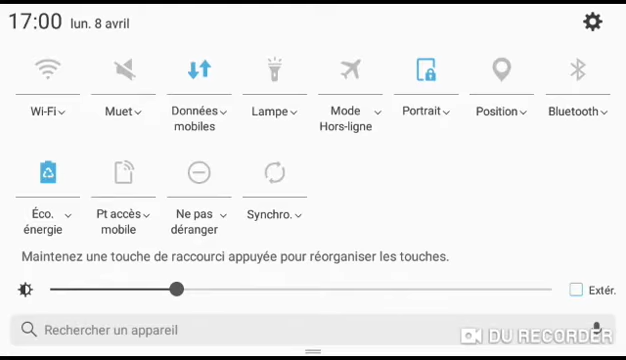 17:00 lun. 8 avril
Wi-Fi Muet Données mobiles Lampe Mode Hors-ligne Portrait Position Bluetooth
Éco. énergie Pt accès mobile Ne pas déranger Synchro.
Maintenez une touche de raccourci appuyée pour réorganiser les touches.
Extér.
Rechercher un appareil
DU RECORDER